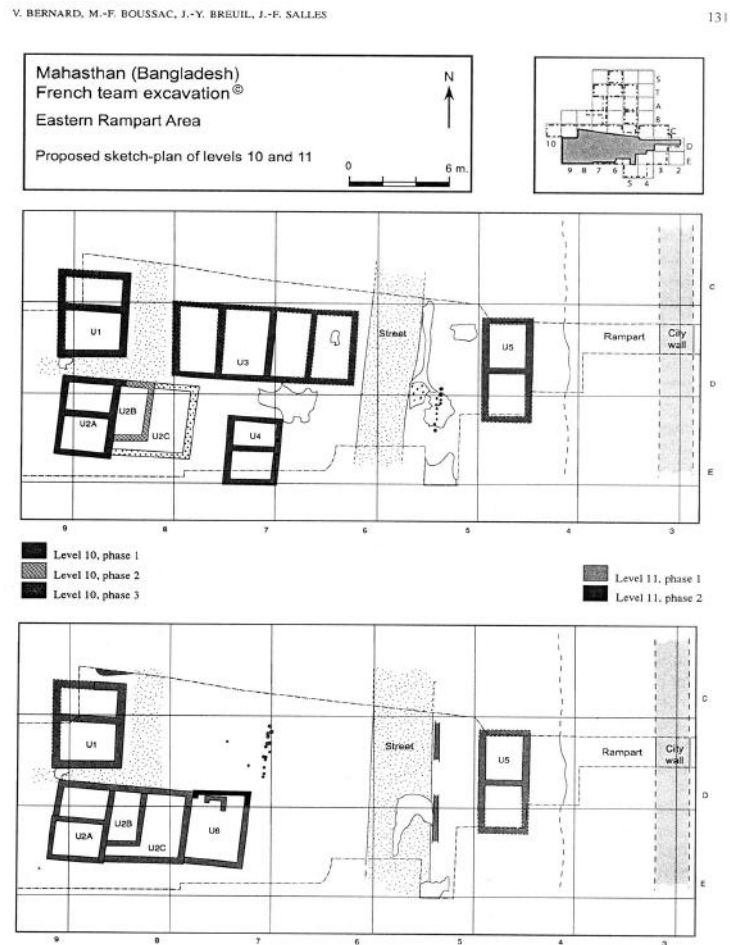 V. BERNARD, M.-F. BOUSSAC, J.-Y. BREUIL, J.-F. SALLES
131
Mahasthan (Bangladesh)
French team excavation ©
Eastern Rampart Area
Proposed sketch-plan of levels 10 and 11
0 6 m.
N
S
T
A
B
C
D
E
10
9 8 7 6 3 2
5 4
C
U1
U3
Street
U5
Rampart
City
wall
D
U2A
U2B
U2C
U4
E
9 8 7 6 5 4 3
Level 10, phase 1
Level 10, phase 2
Level 10, phase 3
Level 11, phase 1
Level 11, phase 2
C
U1
Street
U5
Rampart
City
wall
D
U2A
U2B
U2C
U6
E
9 8 7 6 5 4 3